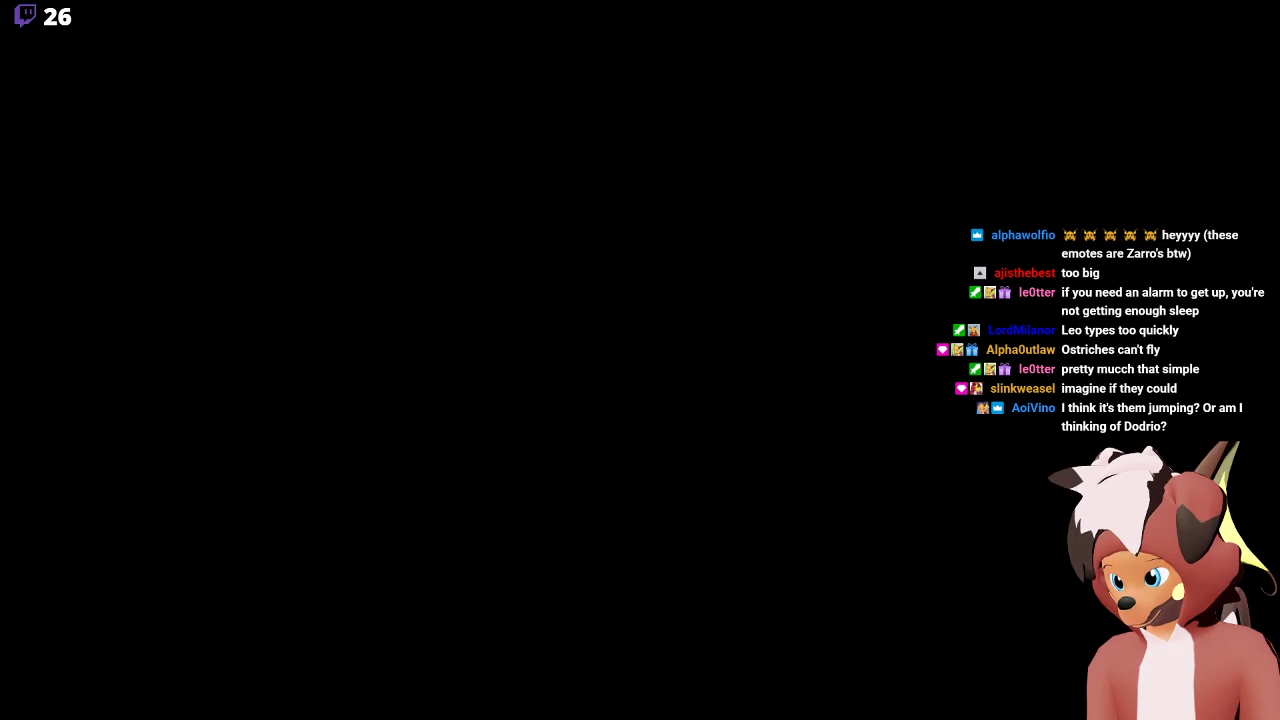 26
alphawolfio heyyyy (these
emotes are Zarro's btw)
ajisthebest too big
le0tter if you need an alarm to get up, you're
not getting enough sleep
LordMilanor Leo types too quickly
Alpha0utlaw Ostriches can't fly
le0tter pretty mucch that simple
slinkweasel imagine if they could
AoiVino I think it's them jumping? Or am I
thinking of Dodrio?